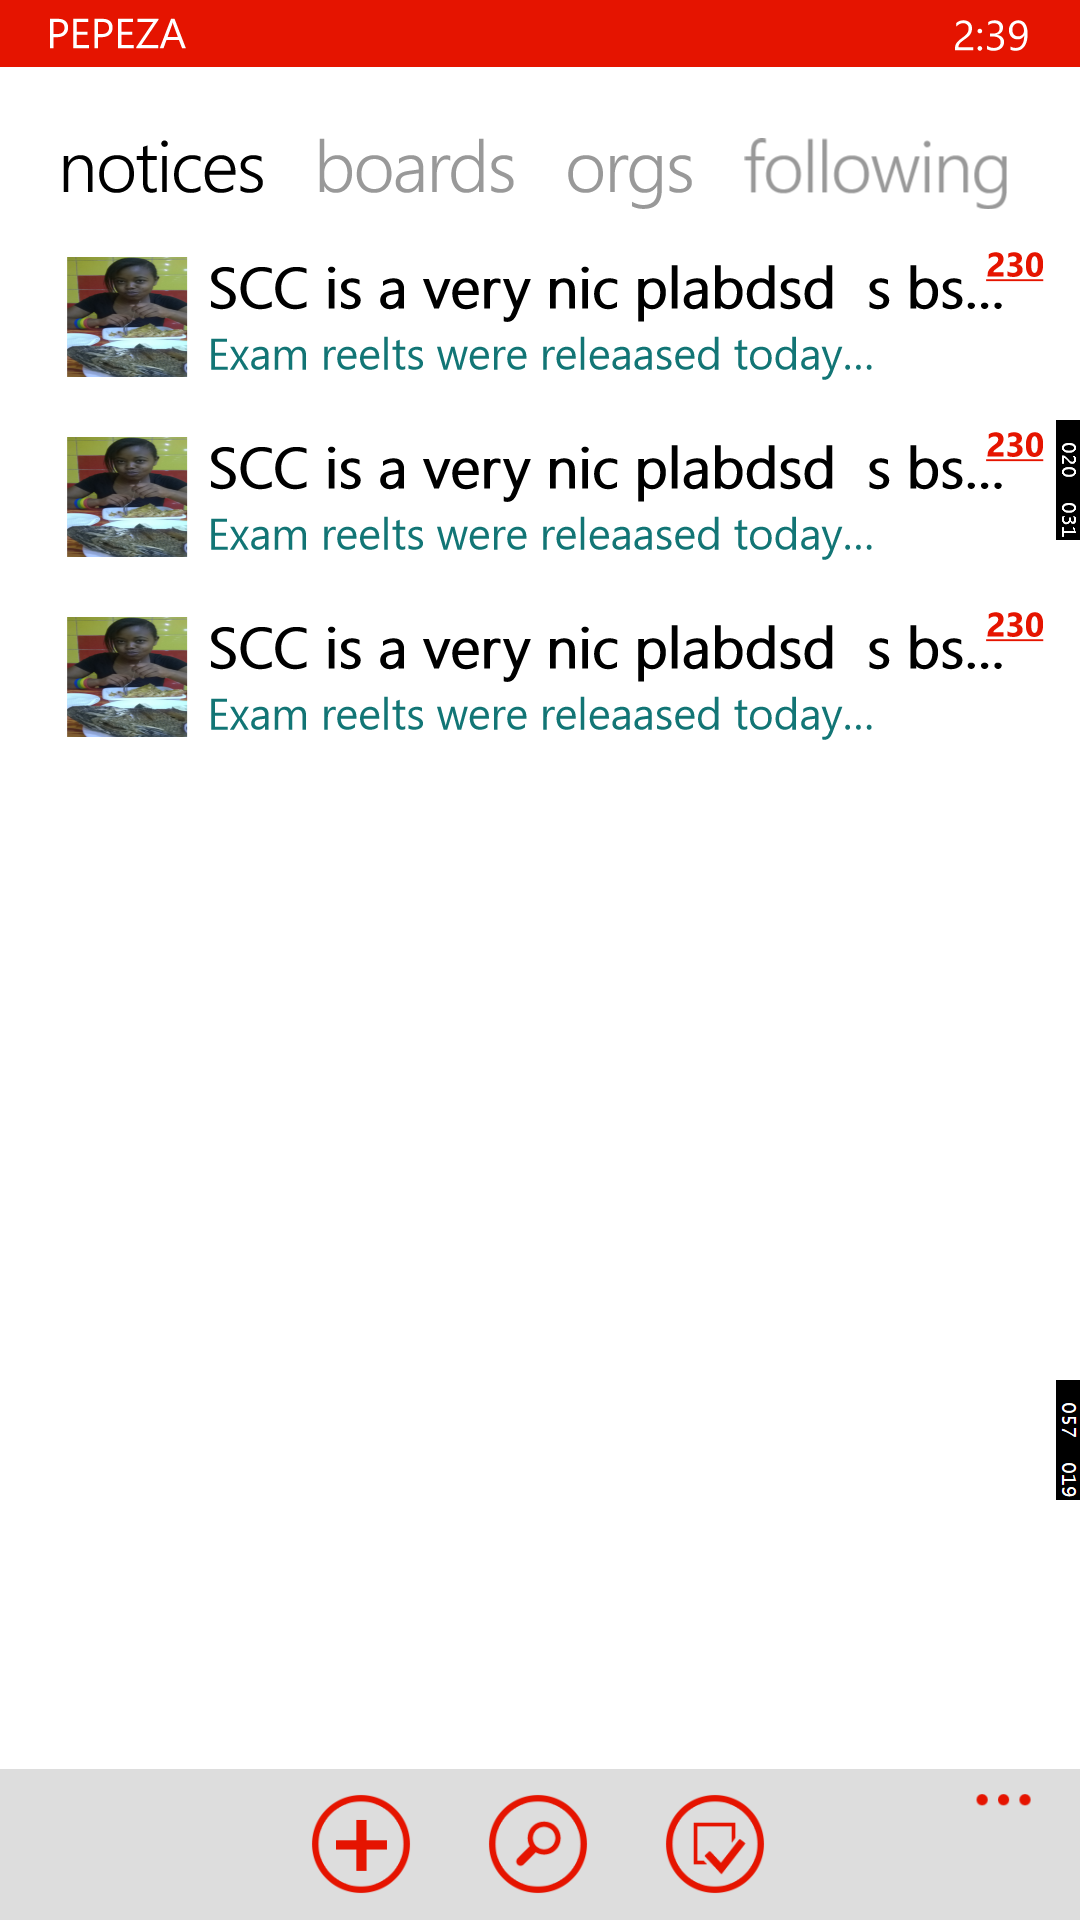 PEPEZA 2:39
notices boards orgs following
SCC is a very nic plabdsd  s bs... 230
Exam reelts were releaased today...
020 031
SCC is a very nic plabdsd  s bs... 230
Exam reelts were releaased today...
SCC is a very nic plabdsd  s bs... 230
Exam reelts were releaased today...
057 019